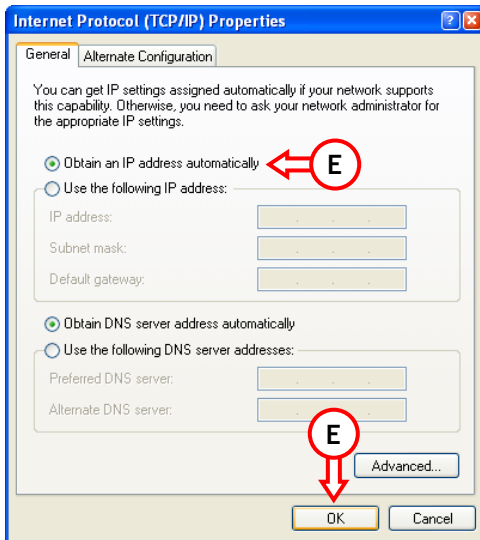 Internet Protocol (TCP/IP) Properties
General
Alternate Configuration
You can get IP settings assigned automatically if your network supports
this capability. Otherwise, you need to ask your network administrator for
the appropriate IP settings.
Obtain an IP address automatically
E
Use the following IP address:
IP address:
Subnet mask:
Default gateway:
Obtain DNS server address automatically
Use the following DNS server addresses:
Preferred DNS server:
Alternate DNS server:
E
Advanced...
OK
Cancel